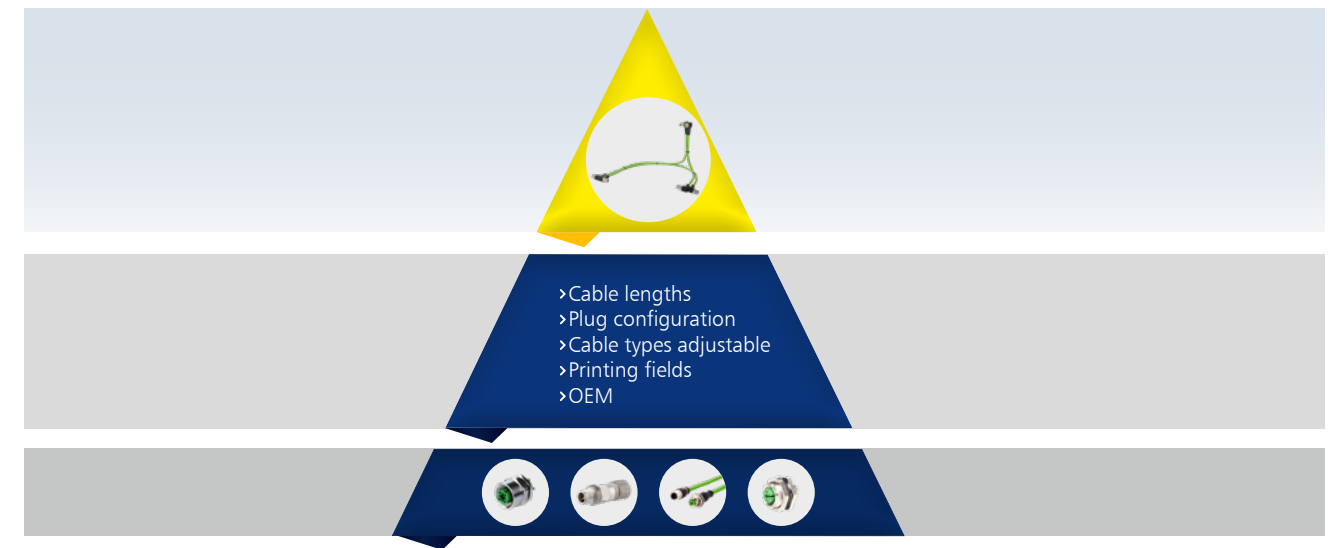 ›Cable lengths
›Plug configuration
›Cable types adjustable
›Printing fields
›OEM